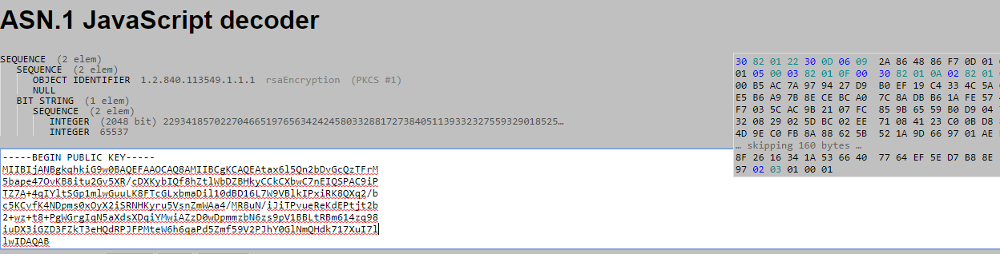 ASN.1 JavaScript decoder
SEQUENCE (2 elem)
SEQUENCE (2 elem)
OBJECT IDENTIFIER 1.2.840.113549.1.1.1 rsaEncryption (PKCS #1)
NULL
BIT STRING (1 elem)
SEQUENCE (2 elem)
INTEGER (2048 bit) 229341857022704665197656342424580332881727384051139332327559329018525…
INTEGER 65537
30 82 01 22 30 0D 06 09 2A 86 48 86 F7 0D 01
01 05 00 03 82 01 0F 00 30 82 01 0A 02 82 01
00 B5 AC 7A 97 94 27 D9 B0 EF 19 C4 33 4C 5A
E5 B6 A9 7B 8E CE BC A0 7C 8A DB B6 1A FE 57
F7 03 5C AC 9B 21 07 FC 85 9B 65 59 B0 D9 04
32 08 29 02 5D BC 02 EE 71 08 41 23 C0 0B D8
4D 9E C0 FB 8A 88 62 5B 52 1A 9D 66 97 01 AE
… skipping 160 bytes …
8F 26 16 34 1A 53 66 40 77 64 EF 5E D7 B8 8E
97 02 03 01 00 01
-----BEGIN PUBLIC KEY-----
MIIBIjANBgkqhkiG9w0BAQEFAAOCAQ8AMIIBCgKCAQEAtax6l5Qn2bDvGcQzTFrM
5bape47OvKB8itu2Gv5XR/cDXKybIQf8hZtlWbDZBHkyCCkCXbwC7nEIQSPAC9iP
TZ7A+4qIYltSGp1mlwGuuLK8FTcGLxbmaDil10dBD16L7W9VBlkIPxiRK8QXq2/b
c5KCvfK4NDpms0xOyX2iSRNHKyru5VsnZmWAa4/MR8uN/iJiTPvueReKdEPtjt2b
2+wz+t8+PgWGrgIqN5aXdsXDqiYMwiAZzD0wDpmmzbN6zs9pV1BBLtRBm614zq98
iuDX3iGZD3FZkT3eHQdRPJFPMteW6h6qaPd5Zmf59V2PJhY0GlNmQHdk717XuI7l
lwIDAQAB